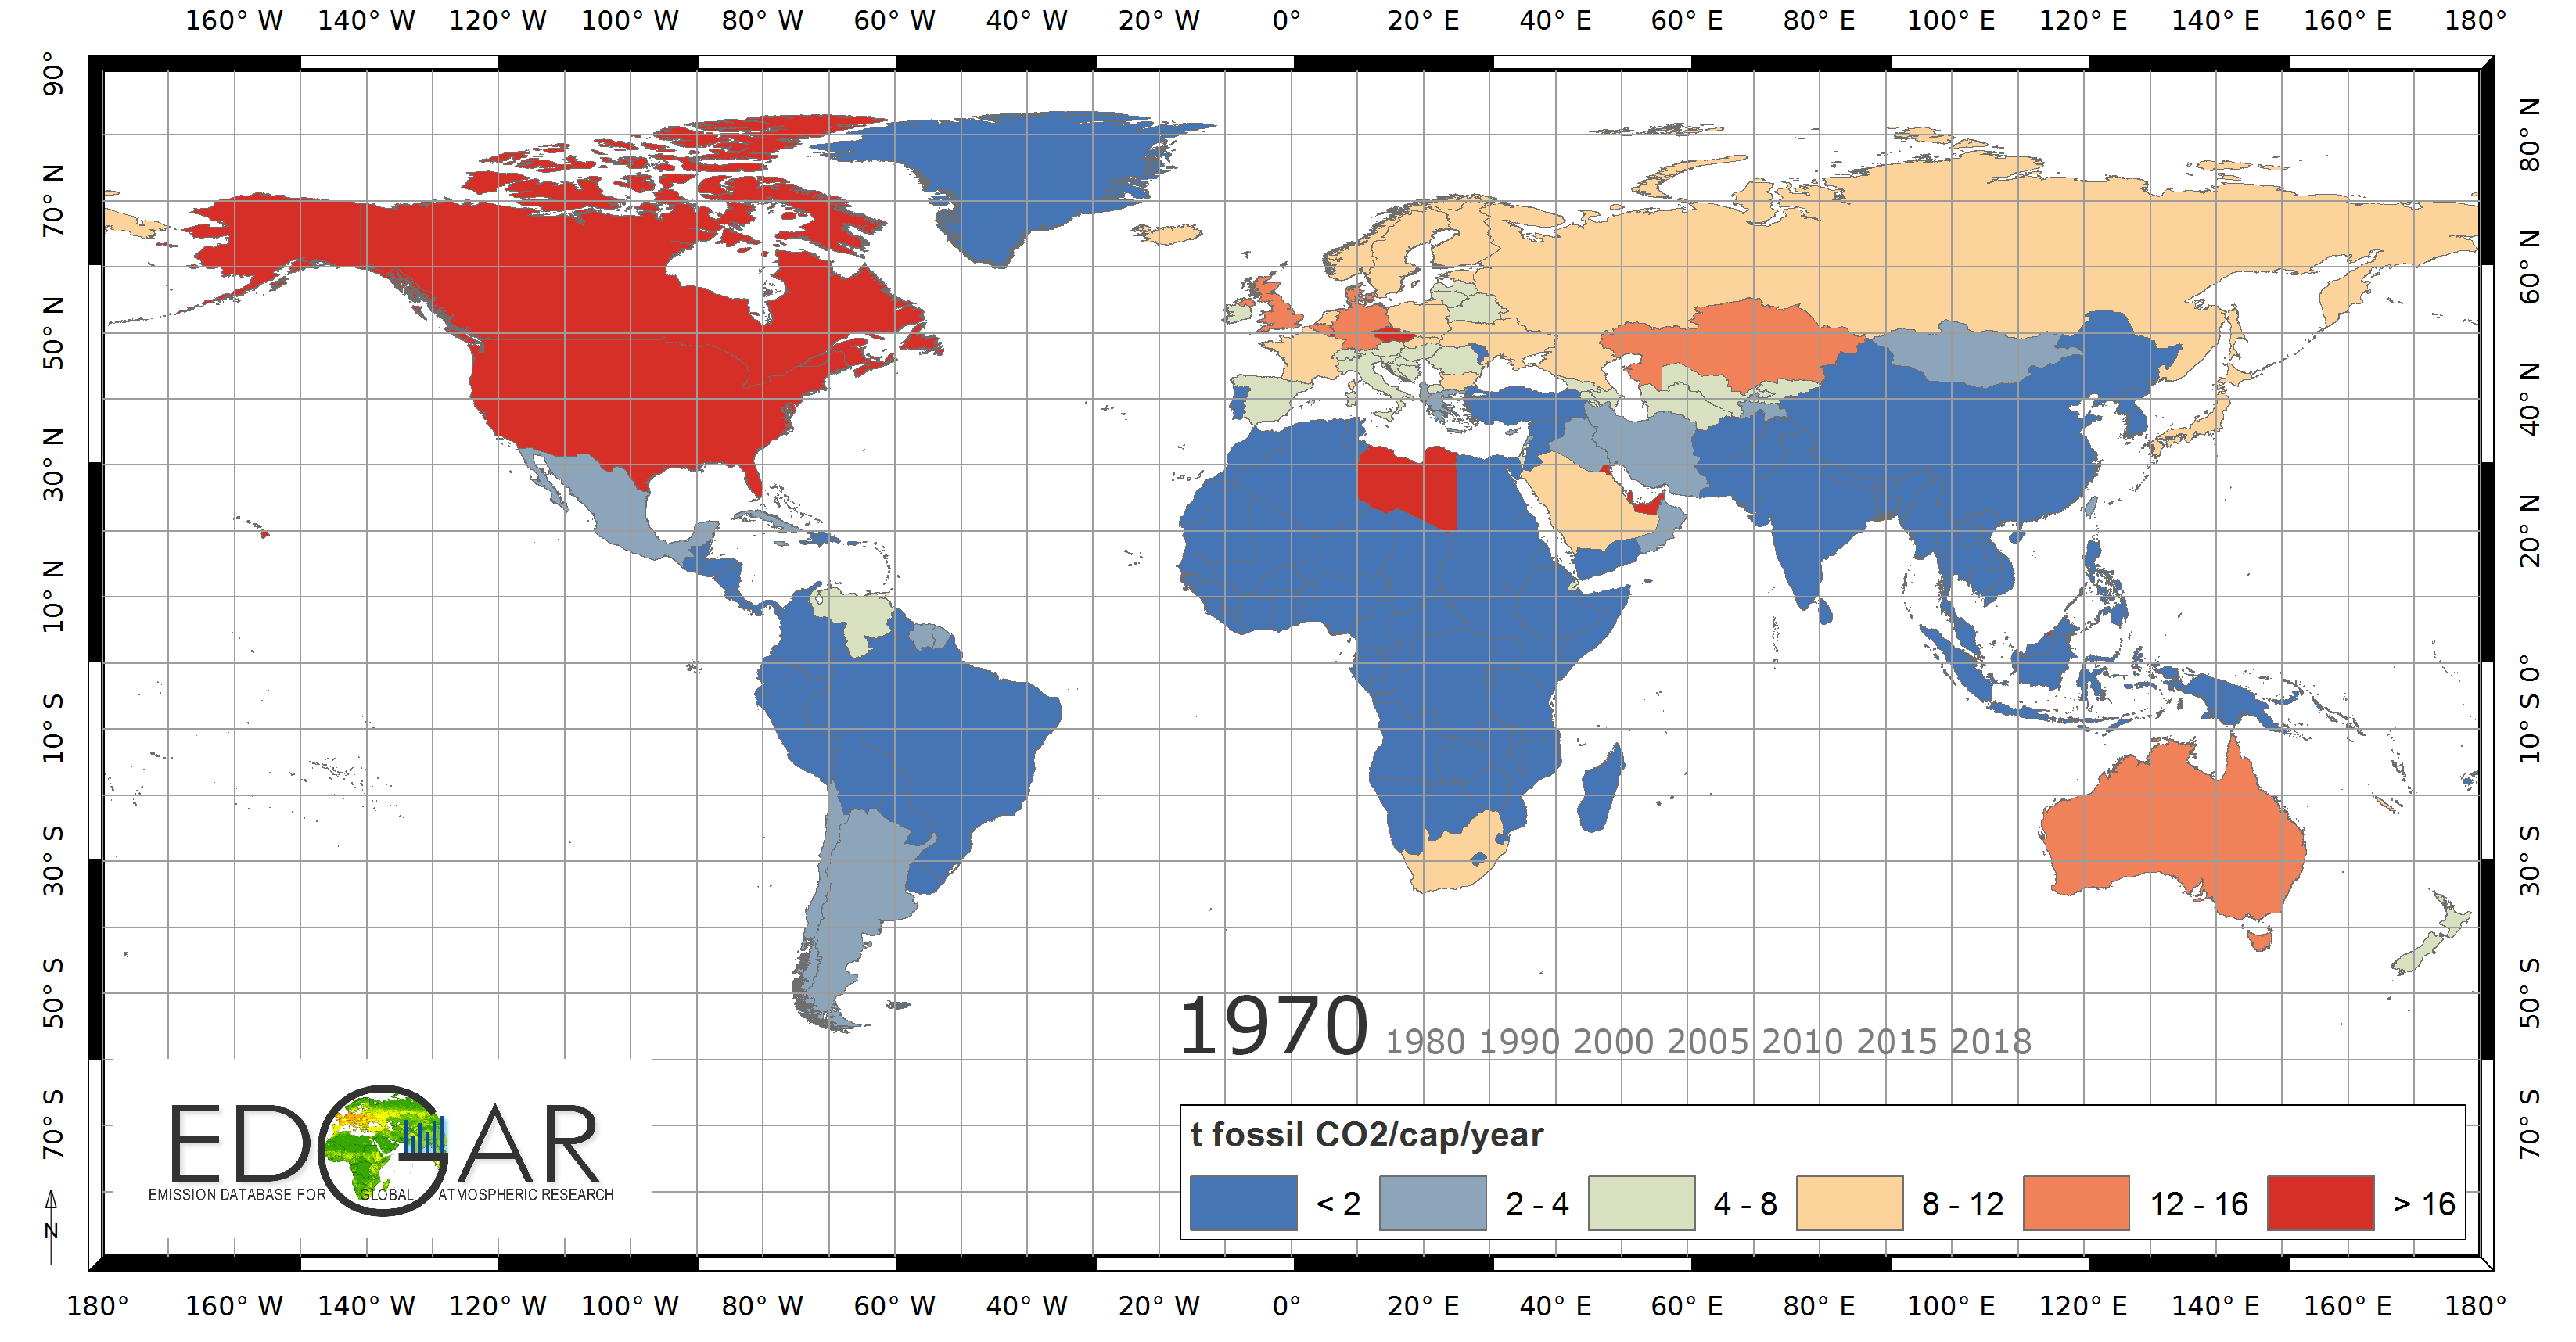 160° W 140° W 120° W 100° W 80° W 60° W 40° W 20° W 0° 20° E 40° E 60° E 80° E 100° E 120° E 140° E 160° E 180°
90°
70° N
50° N
30° N
10° N
10° S
30° S
50° S
70° S
80° N
60° N
40° N
20° N
0°
10° S
30° S
50° S
70° S
1970 1980 1990 2000 2005 2010 2015 2018
EDGAR
EMISSION DATABASE FOR GLOBAL ATMOSPHERIC RESEARCH
t fossil CO2/cap/year
< 2 2 - 4 4 - 8 8 - 12 12 - 16 > 16
N
180° 160° W 140° W 120° W 100° W 80° W 60° W 40° W 20° W 0° 20° E 40° E 60° E 80° E 100° E 120° E 140° E 160° E 180°